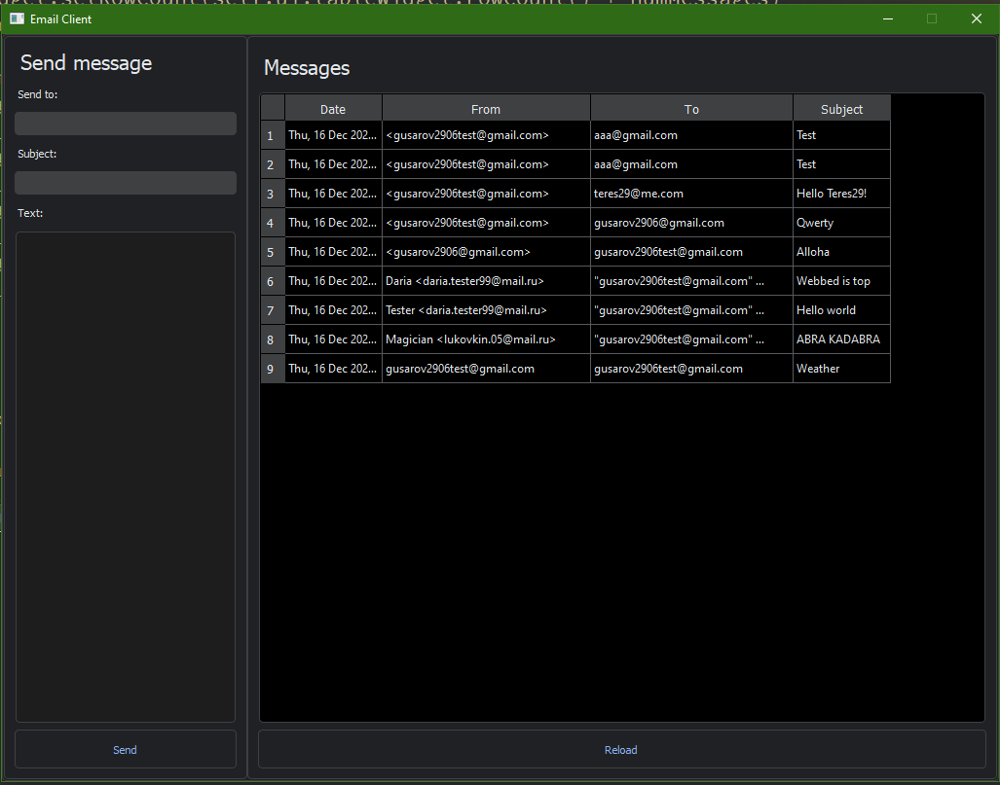 Email Client
Send message
Send to:
Subject:
Text:
Send
Messages
Date From To Subject
1 Thu, 16 Dec 202... <gusarov2906test@gmail.com> aaa@gmail.com Test
2 Thu, 16 Dec 202... <gusarov2906test@gmail.com> aaa@gmail.com Test
3 Thu, 16 Dec 202... <gusarov2906test@gmail.com> teres29@me.com Hello Teres29!
4 Thu, 16 Dec 202... <gusarov2906test@gmail.com> gusarov2906@gmail.com Qwerty
5 Thu, 16 Dec 202... <gusarov2906@gmail.com> gusarov2906test@gmail.com Alloha
6 Thu, 16 Dec 202... Daria <daria.tester99@mail.ru> "gusarov2906test@gmail.com" ... Webbed is top
7 Thu, 16 Dec 202... Tester <daria.tester99@mail.ru> "gusarov2906test@gmail.com" ... Hello world
8 Thu, 16 Dec 202... Magician <lukovkin.05@mail.ru> "gusarov2906test@gmail.com" ... ABRA KADABRA
9 Thu, 16 Dec 202... gusarov2906test@gmail.com gusarov2906test@gmail.com Weather
Reload